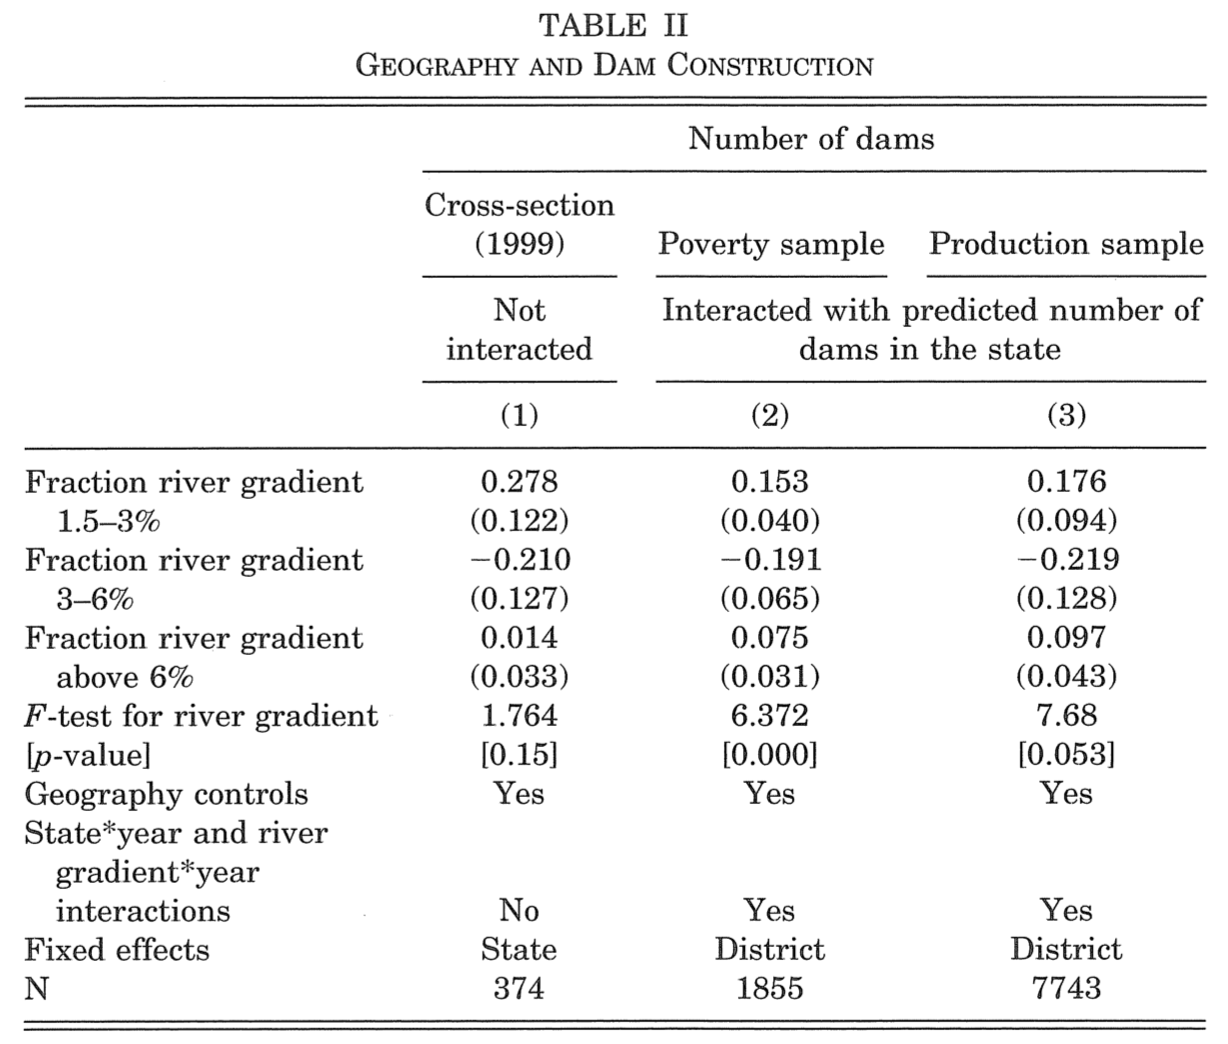 TABLE II
GEOGRAPHY AND DAM CONSTRUCTION
Number of dams
Cross-section
(1999) Poverty sample Production sample
Not Interacted with predicted number of
interacted dams in the state
(1) (2) (3)
Fraction river gradient 0.278 0.153 0.176
1.5–3% (0.122) (0.040) (0.094)
Fraction river gradient −0.210 −0.191 −0.219
3–6% (0.127) (0.065) (0.128)
Fraction river gradient 0.014 0.075 0.097
above 6% (0.033) (0.031) (0.043)
F-test for river gradient 1.764 6.372 7.68
[p-value] [0.15] [0.000] [0.053]
Geography controls Yes Yes Yes
State*year and river
gradient*year
interactions No Yes Yes
Fixed effects State District District
N 374 1855 7743